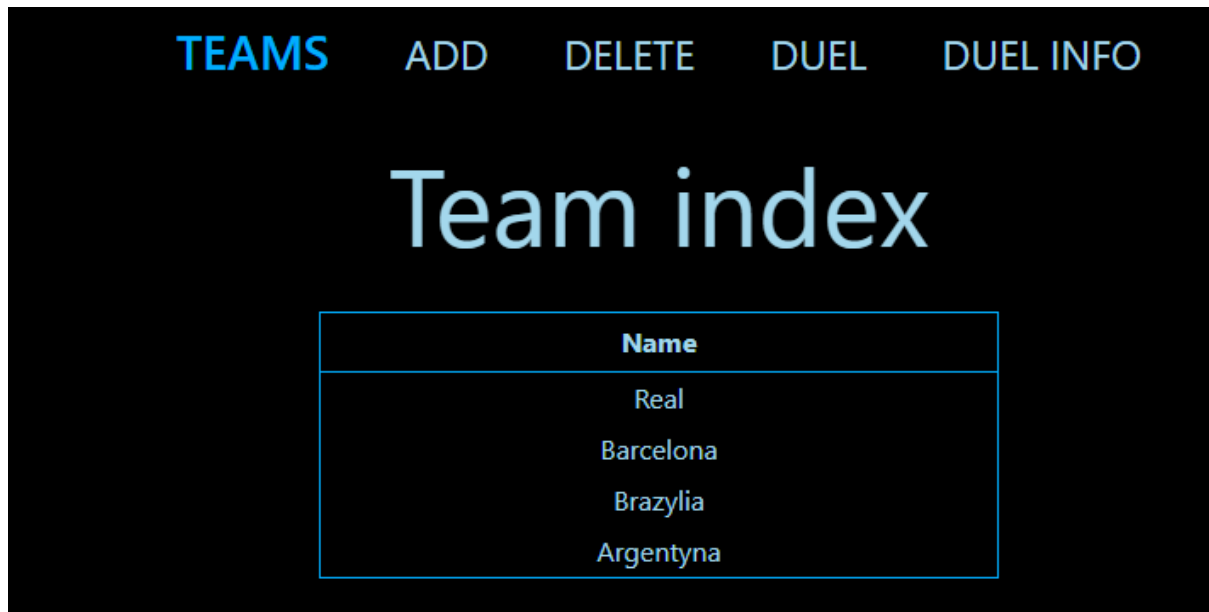 TEAMS ADD DELETE DUEL DUEL INFO
Team index
Name
Real
Barcelona
Brazylia
Argentyna